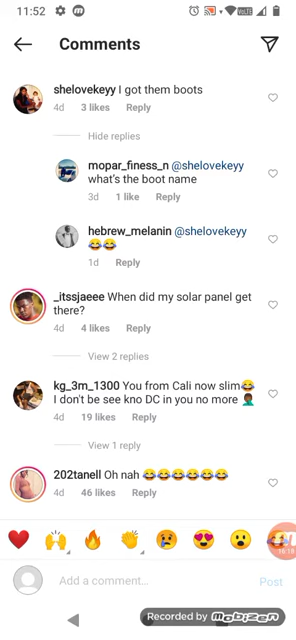 11:52
VoLTE
Comments
shelovekeyy I got them boots
4d 3 likes Reply
Hide replies
mopar_finess_n @shelovekeyy
what's the boot name
3d 1 like Reply
hebrew_melanin @shelovekeyy
😂😂
1d Reply
_itssjaeee When did my solar panel get
there?
4d 4 likes Reply
View 2 replies
kg_3m_1300 You from Cali now slim😂
I don't be see kno DC in you no more 🤦🏾‍♂️
4d 19 likes Reply
View 1 reply
202tanell Oh nah 😂😂😂😂😂😂
4d 46 likes Reply
16:18
Add a comment... Post
Recorded by mobizen